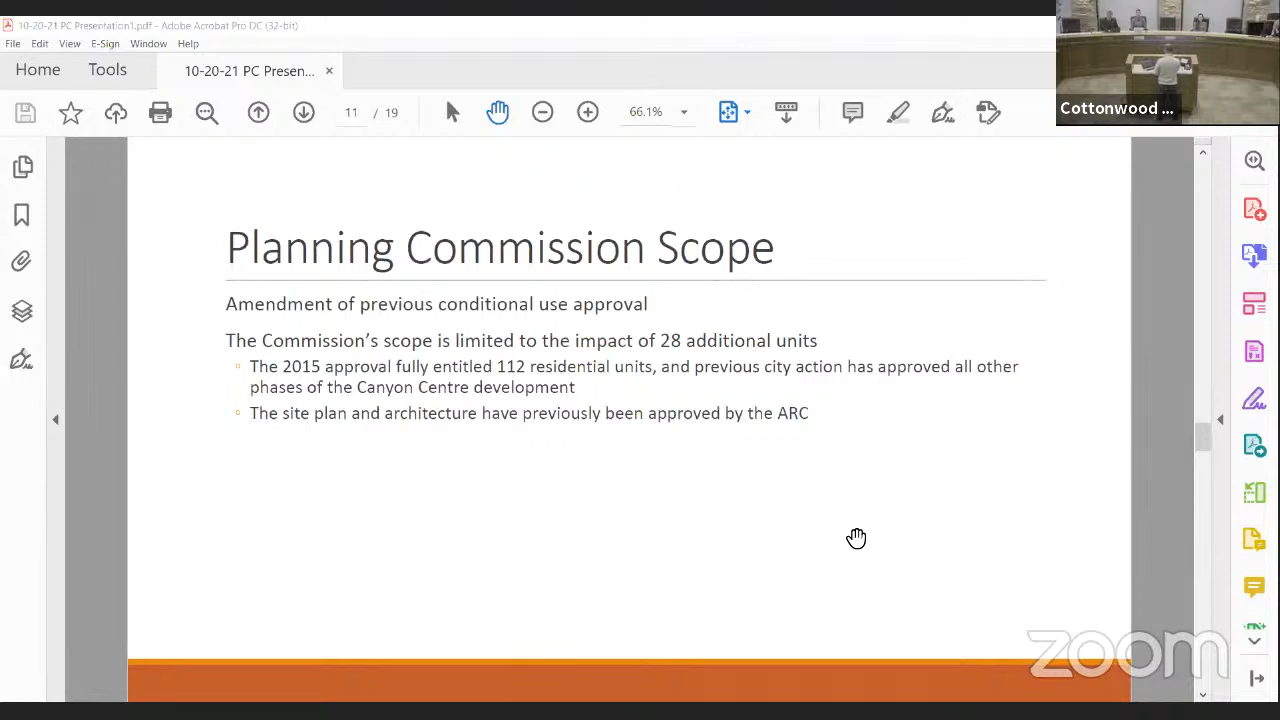 10-20-21 PC Presentation1.pdf - Adobe Acrobat Pro DC (32-bit)
File Edit View E-Sign Window Help
Home Tools 10-20-21 PC Presen... ×
11 / 19 66.1%
Cottonwood ...
Planning Commission Scope
Amendment of previous conditional use approval
The Commission's scope is limited to the impact of 28 additional units
The 2015 approval fully entitled 112 residential units, and previous city action has approved all other
phases of the Canyon Centre development
The site plan and architecture have previously been approved by the ARC
zoom